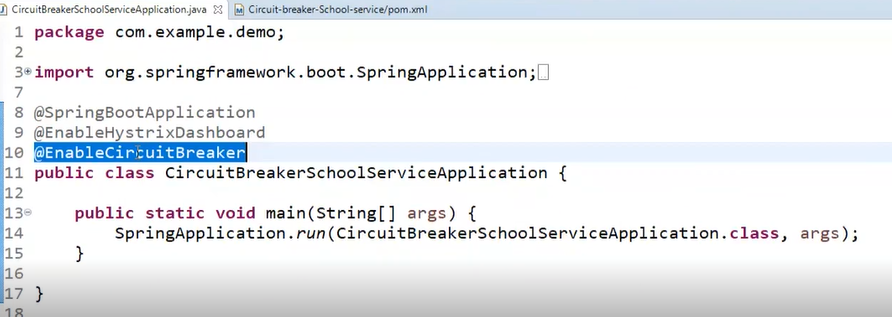 CircuitBreakerSchoolServiceApplication.java Circuit-breaker-School-service/pom.xml
1 package com.example.demo;
2
3 import org.springframework.boot.SpringApplication;
7
8 @SpringBootApplication
9 @EnableHystrixDashboard
10 @EnableCircuitBreaker
11 public class CircuitBreakerSchoolServiceApplication {
12
13 public static void main(String[] args) {
14 SpringApplication.run(CircuitBreakerSchoolServiceApplication.class, args);
15 }
16
17 }
18